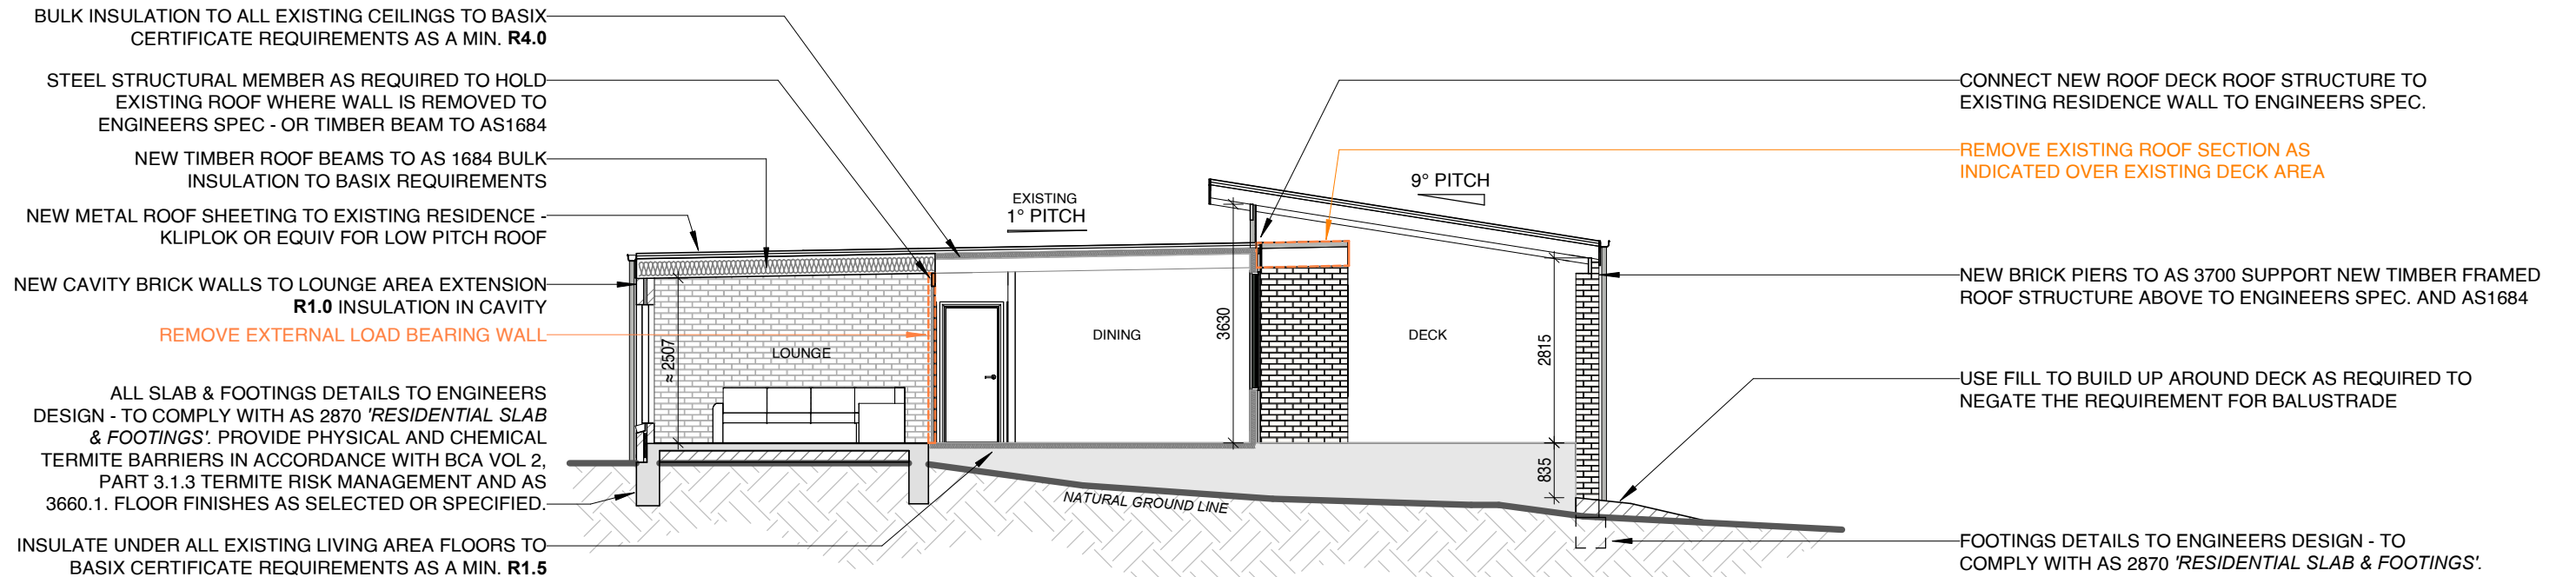 BULK INSULATION TO ALL EXISTING CEILINGS TO BASIX
CERTIFICATE REQUIREMENTS AS A MIN. R4.0
STEEL STRUCTURAL MEMBER AS REQUIRED TO HOLD
EXISTING ROOF WHERE WALL IS REMOVED TO
ENGINEERS SPEC - OR TIMBER BEAM TO AS1684
NEW TIMBER ROOF BEAMS TO AS 1684 BULK
INSULATION TO BASIX REQUIREMENTS
NEW METAL ROOF SHEETING TO EXISTING RESIDENCE -
KLIPLOK OR EQUIV FOR LOW PITCH ROOF
NEW CAVITY BRICK WALLS TO LOUNGE AREA EXTENSION
R1.0 INSULATION IN CAVITY
REMOVE EXTERNAL LOAD BEARING WALL
ALL SLAB & FOOTINGS DETAILS TO ENGINEERS
DESIGN - TO COMPLY WITH AS 2870 'RESIDENTIAL SLAB
& FOOTINGS'. PROVIDE PHYSICAL AND CHEMICAL
TERMITE BARRIERS IN ACCORDANCE WITH BCA VOL 2,
PART 3.1.3 TERMITE RISK MANAGEMENT AND AS
3660.1. FLOOR FINISHES AS SELECTED OR SPECIFIED.
INSULATE UNDER ALL EXISTING LIVING AREA FLOORS TO
BASIX CERTIFICATE REQUIREMENTS AS A MIN. R1.5
EXISTING
1° PITCH
9° PITCH
≈ 2507
LOUNGE
DINING
3630
DECK
2815
835
NATURAL GROUND LINE
CONNECT NEW ROOF DECK ROOF STRUCTURE TO
EXISTING RESIDENCE WALL TO ENGINEERS SPEC.
REMOVE EXISTING ROOF SECTION AS
INDICATED OVER EXISTING DECK AREA
NEW BRICK PIERS TO AS 3700 SUPPORT NEW TIMBER FRAMED
ROOF STRUCTURE ABOVE TO ENGINEERS SPEC. AND AS1684
USE FILL TO BUILD UP AROUND DECK AS REQUIRED TO
NEGATE THE REQUIREMENT FOR BALUSTRADE
FOOTINGS DETAILS TO ENGINEERS DESIGN - TO
COMPLY WITH AS 2870 'RESIDENTIAL SLAB & FOOTINGS'.